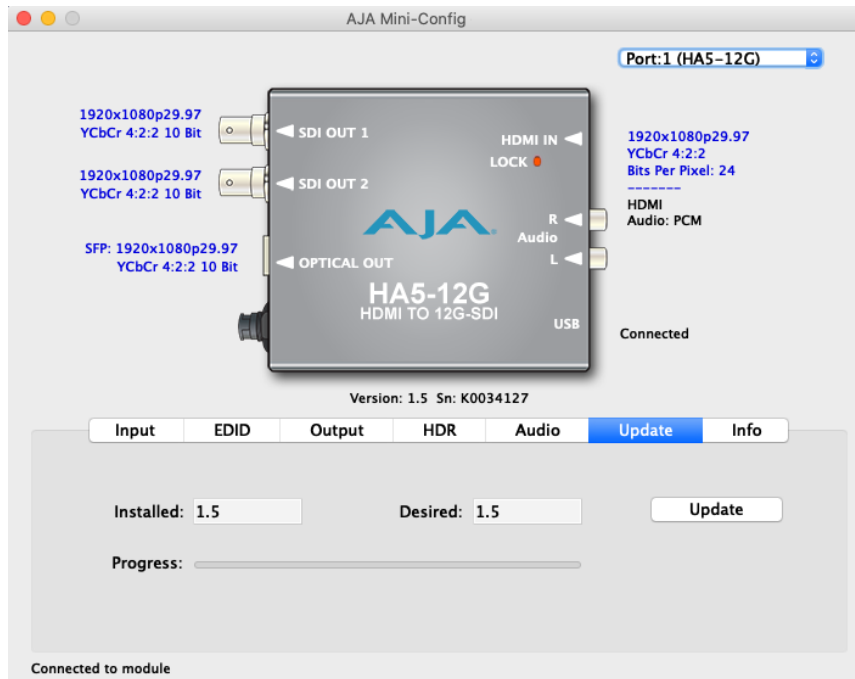 AJA Mini-Config
Port:1 (HA5-12G)
1920x1080p29.97
YCbCr 4:2:2 10 Bit
1920x1080p29.97
YCbCr 4:2:2 10 Bit
SFP: 1920x1080p29.97
YCbCr 4:2:2 10 Bit
SDI OUT 1
SDI OUT 2
OPTICAL OUT
HDMI IN
LOCK
AJA
R
Audio
L
HA5-12G
HDMI TO 12G-SDI
USB
1920x1080p29.97
YCbCr 4:2:2
Bits Per Pixel: 24
-------
HDMI
Audio: PCM
Connected
Version: 1.5 Sn: K0034127
Input EDID Output HDR Audio Update Info
Installed: 1.5 Desired: 1.5 Update
Progress:
Connected to module